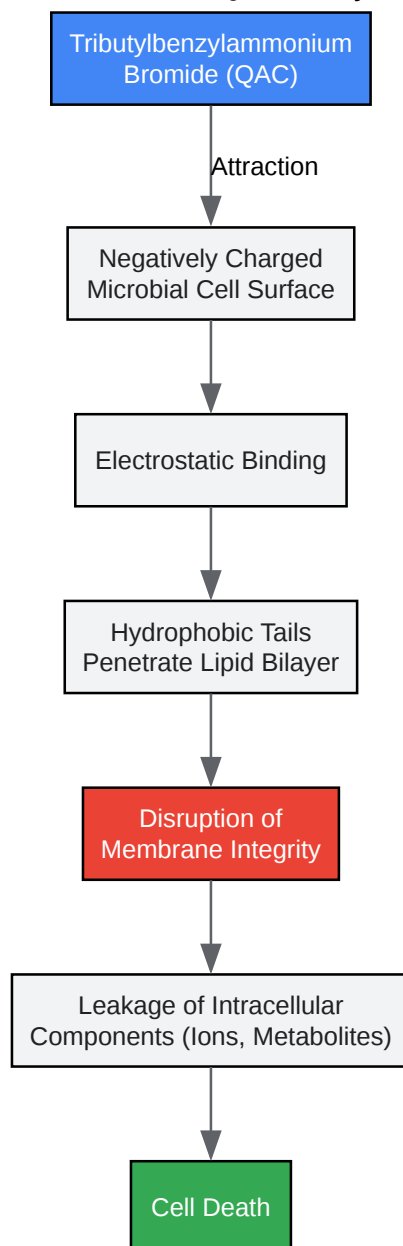 Tributylbenzylammonium
Bromide (QAC)
Attraction
Negatively Charged
Microbial Cell Surface
Electrostatic Binding
Hydrophobic Tails
Penetrate Lipid Bilayer
Disruption of
Membrane Integrity
Leakage of Intracellular
Components (Ions, Metabolites)
Cell Death